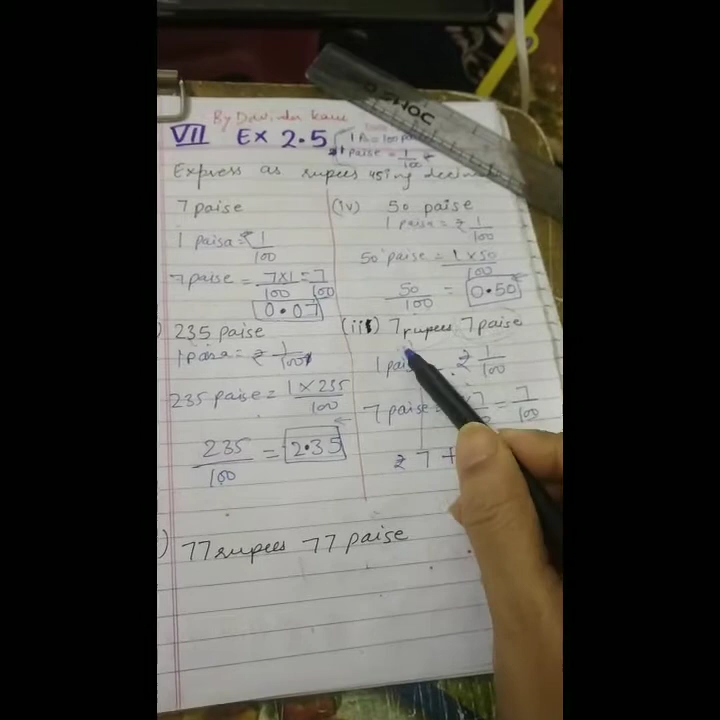 By Davinder Kaur
VII EX 2.5
1 Rs = 100 paise
1 paise = 1/100
Express as rupees using decimals
7 paise
1 paisa = ₹ 1/100
7 paise = 7×1/100 = 7/100
0.07
235 paise
1 paisa = ₹ 1/100
235 paise = 1×235/100
235/100 = 2.35
(iv) 50 paise
1 paisa = ₹ 1/100
50 paise = 1×50/100
50/100 = 0.50
(iii) 7 rupees 7 paise
₹ 1/100
7 paise = 7/100
₹ 7 +
) 77 rupees 77 paise